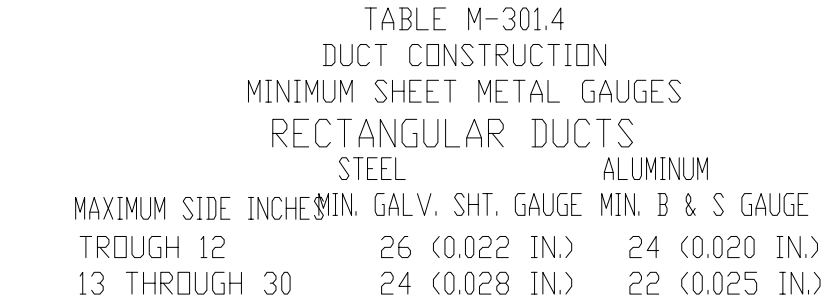 TABLE M-301.4
DUCT CONSTRUCTION
MINIMUM SHEET METAL GAUGES
RECTANGULAR DUCTS
STEEL ALUMINUM
MAXIMUM SIDE INCHES MIN. GALV. SHT. GAUGE MIN. B & S GAUGE
TROUGH 12 26 (0.022 IN.) 24 (0.020 IN.)
13 THROUGH 30 24 (0.028 IN.) 22 (0.025 IN.)